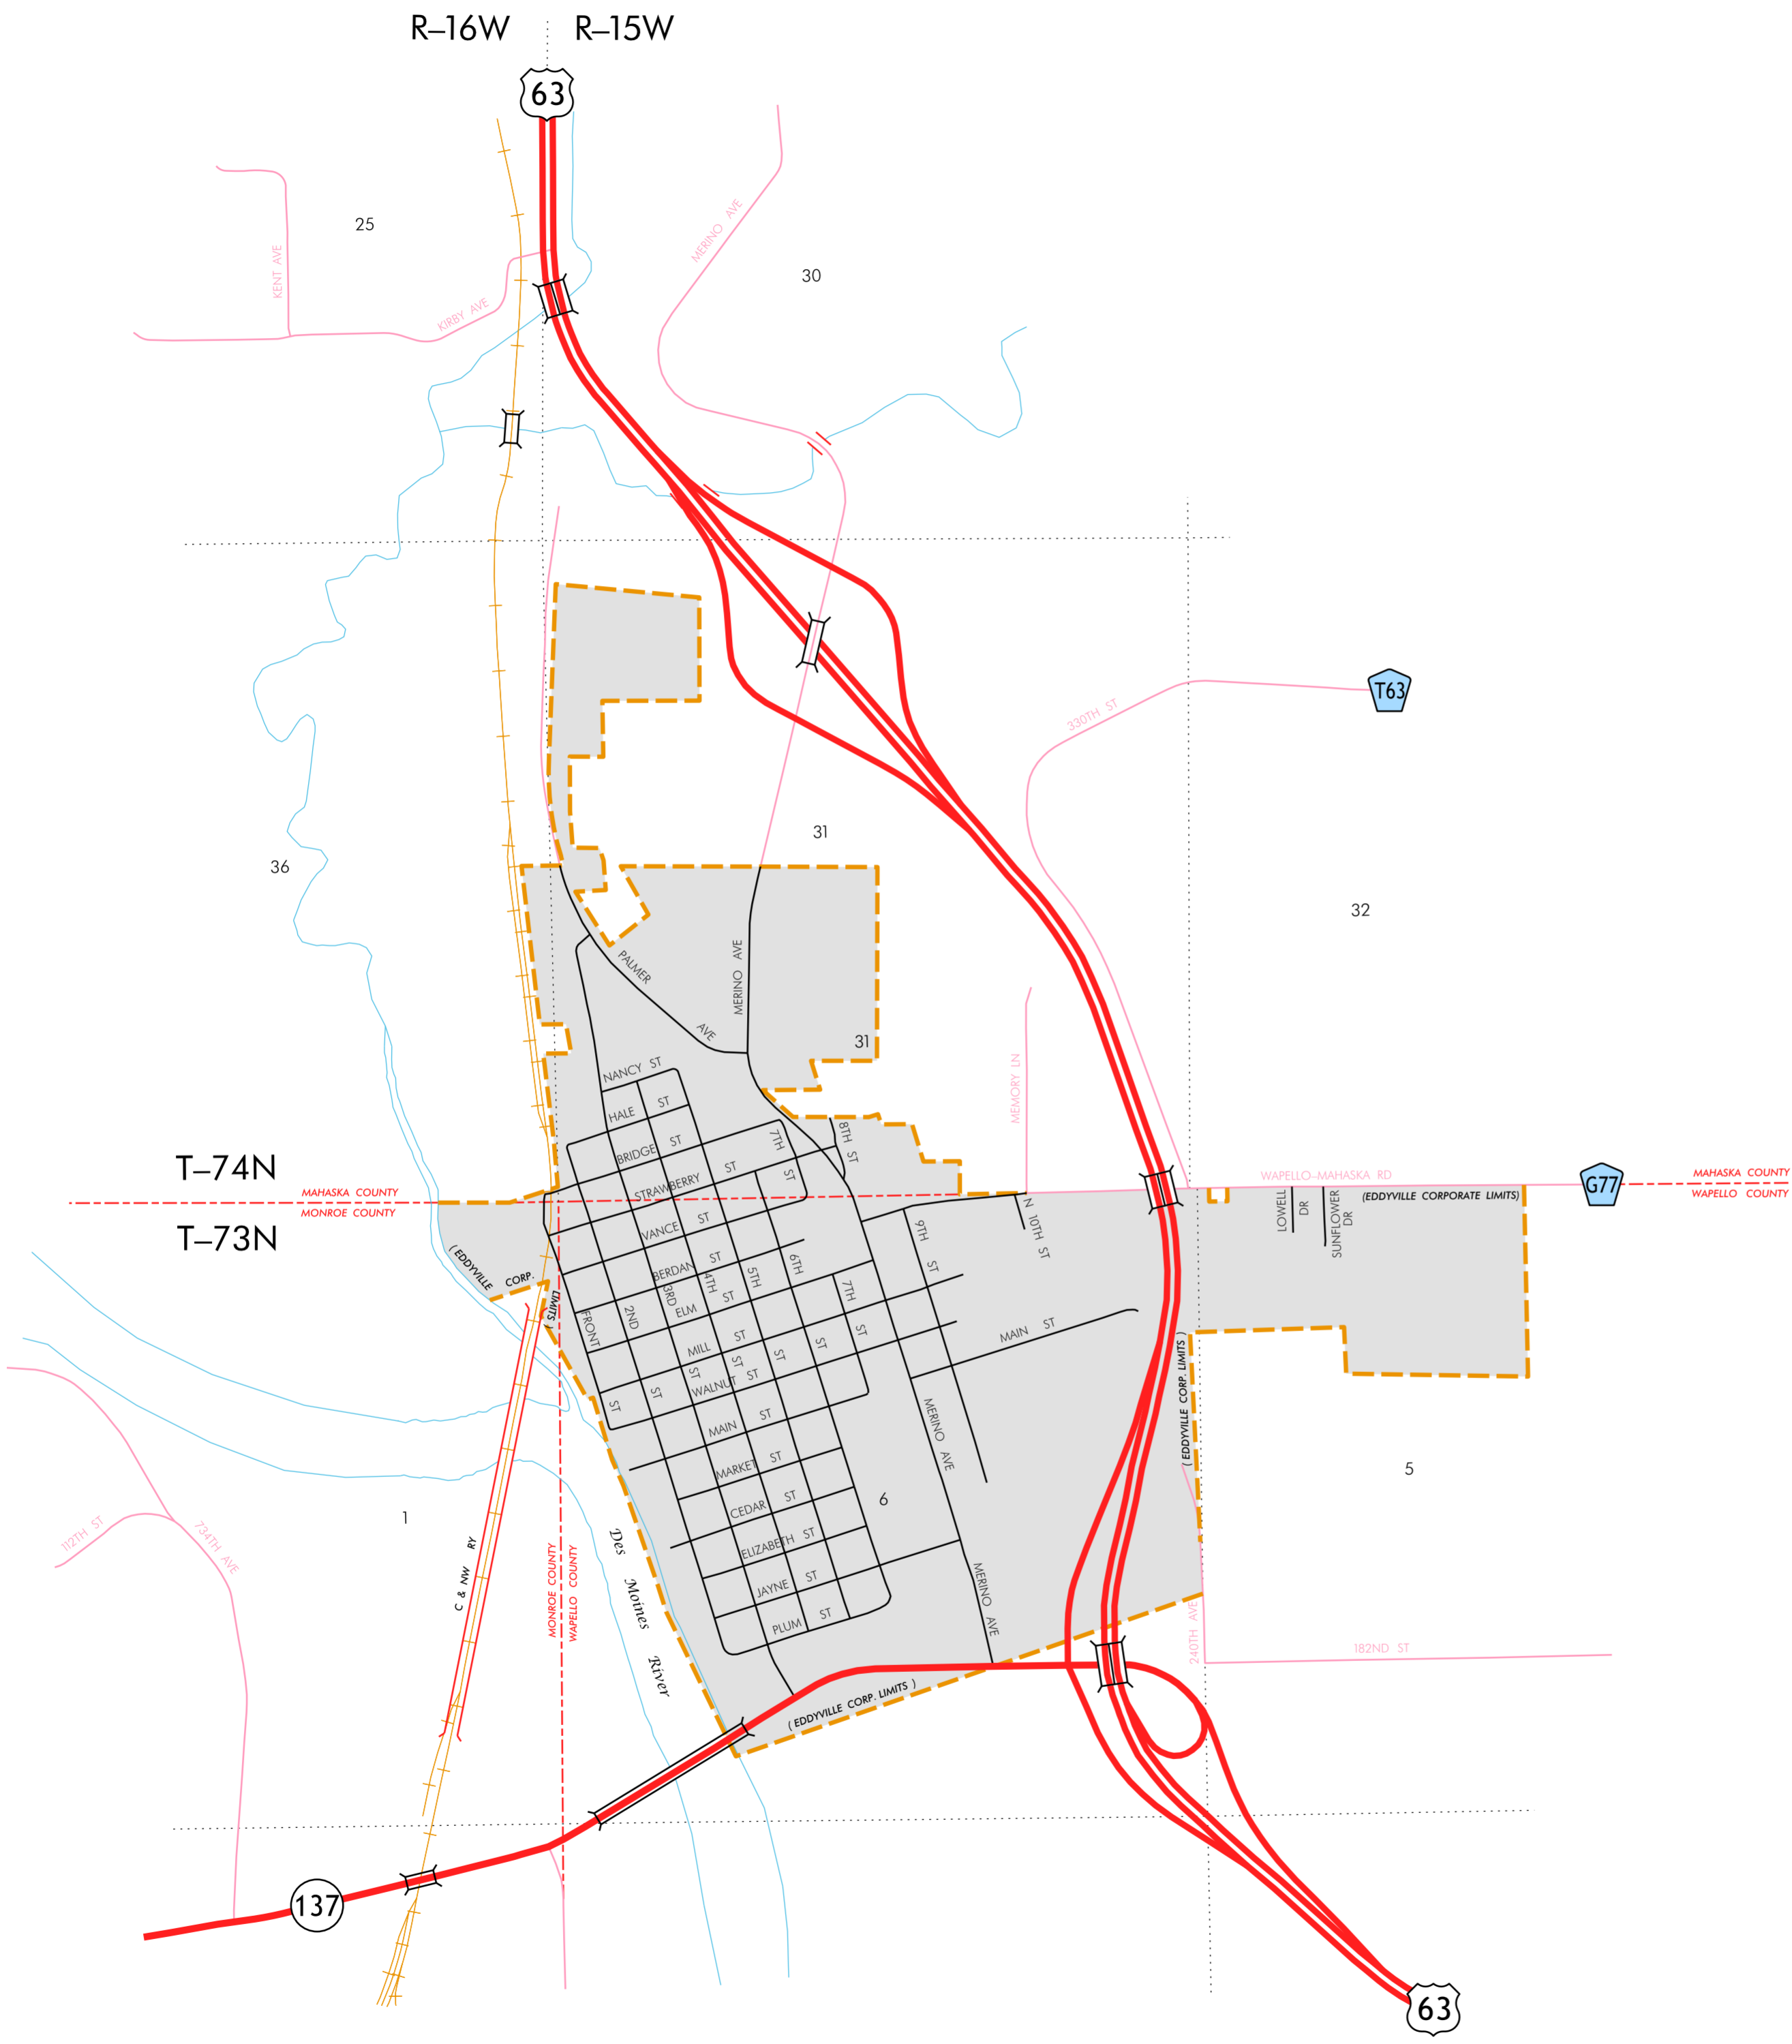 R–16W
R–15W
63
25
KENT AVE
KIRBY AVE
MERINO AVE
30
330TH ST
T63
36
31
32
PALMER
AVE
MERINO AVE
31
MEMORY LN
NANCY ST
HALE ST
BRIDGE ST
STRAWBERRY ST
7TH
ST
8TH ST
T–74N
MAHASKA COUNTY
MONROE COUNTY
T–73N
WAPELLO–MAHASKA RD
(EDDYVILLE CORPORATE LIMITS)
G77
MAHASKA COUNTY
WAPELLO COUNTY
LOWELL DR
SUNFLOWER DR
N 10TH ST
9TH ST
VANCE ST
BERDAN ST
ELM ST
MILL ST
WALNUT ST
MAIN ST
MARKET ST
CEDAR ST
ELIZABETH ST
JAYNE ST
PLUM ST
( EDDYVILLE CORP. LIMITS )
FRONT ST
2ND ST
3RD ST
4TH ST
5TH ST
6TH ST
7TH ST
MAIN ST
MERINO AVE
( EDDYVILLE CORP. LIMITS )
5
6
1
112TH ST
734TH AVE
C & NW RY
MONROE COUNTY
WAPELLO COUNTY
Des Moines River
MERINO AVE
240TH AVE
182ND ST
( EDDYVILLE CORP. LIMITS )
137
63